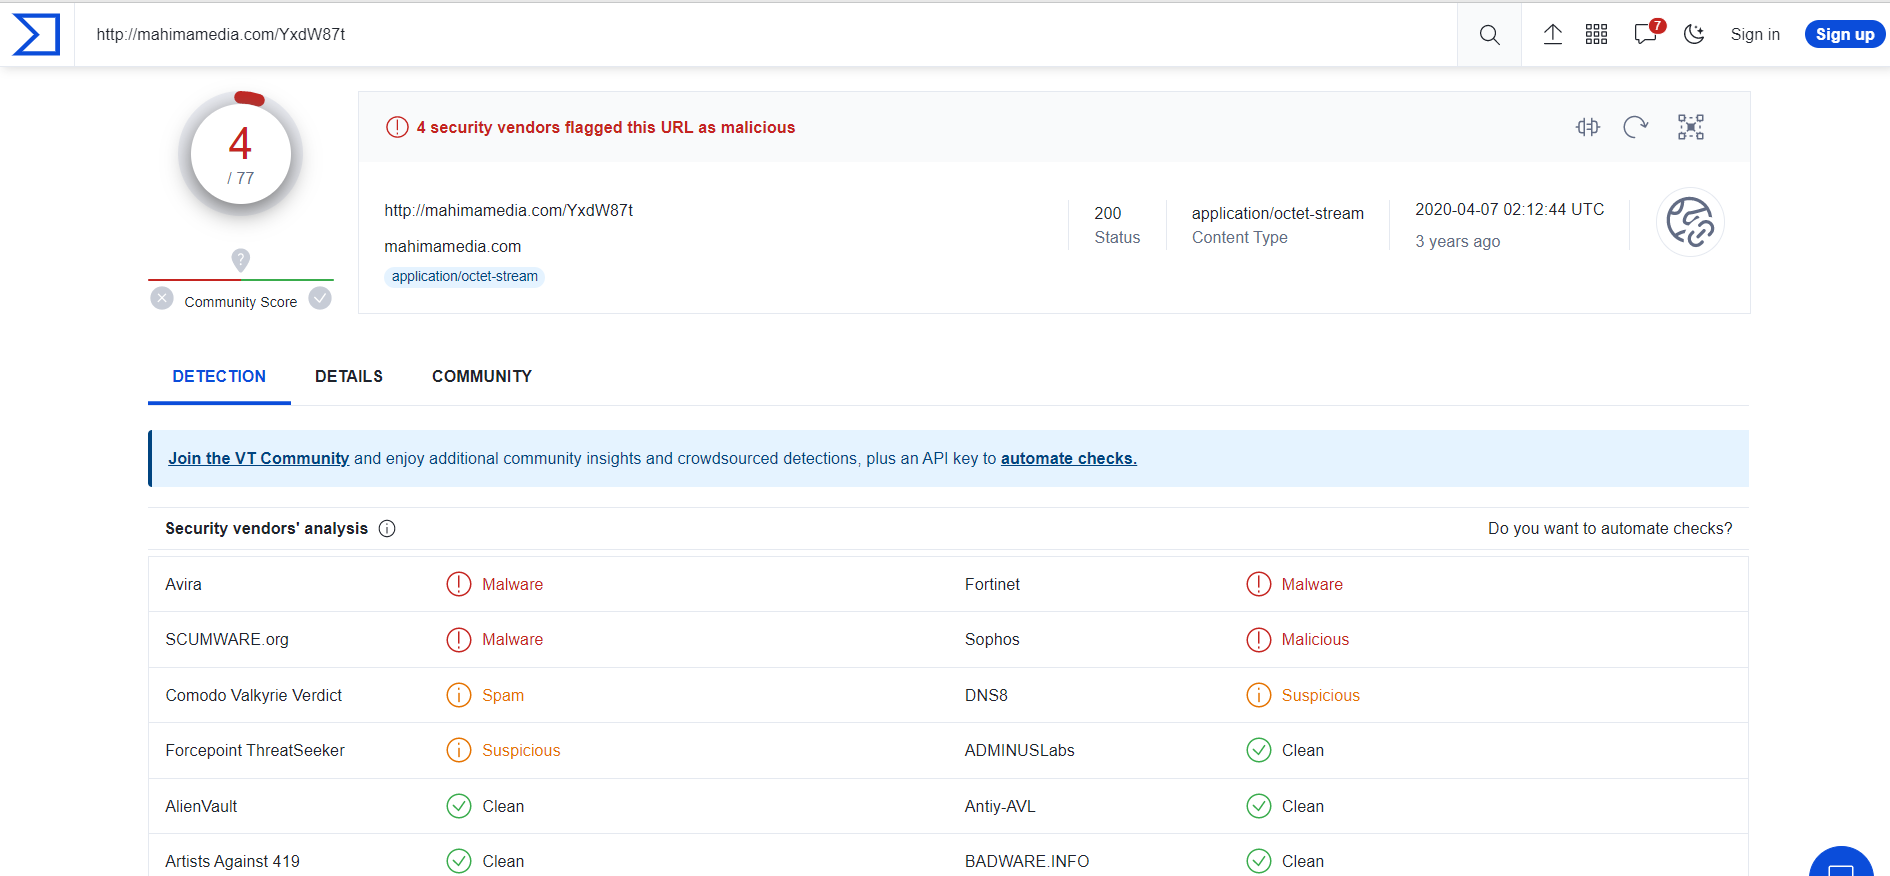 http://mahimamedia.com/YxdW87t
7
Sign in
Sign up
4
/ 77
?
Community Score
4 security vendors flagged this URL as malicious
http://mahimamedia.com/YxdW87t
mahimamedia.com
application/octet-stream
200
Status
application/octet-stream
Content Type
2020-04-07 02:12:44 UTC
3 years ago
DETECTION
DETAILS
COMMUNITY
Join the VT Community and enjoy additional community insights and crowdsourced detections, plus an API key to automate checks.
Security vendors' analysis
Do you want to automate checks?
Avira Malware Fortinet Malware
SCUMWARE.org Malware Sophos Malicious
Comodo Valkyrie Verdict Spam DNS8 Suspicious
Forcepoint ThreatSeeker Suspicious ADMINUSLabs Clean
AlienVault Clean Antiy-AVL Clean
Artists Against 419 Clean BADWARE.INFO Clean